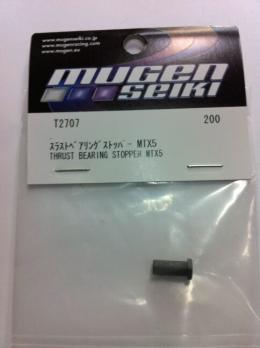 www.mugenseiki.co.jp
www.mugenracing.com
www.mugen.eu
MUGEN
SEIKI
T2707 200
ｽﾗｽﾄﾍﾞｱﾘﾝｸﾞｽﾄｯﾊﾟｰ MTX5
THRUST BEARING STOPPER MTX5